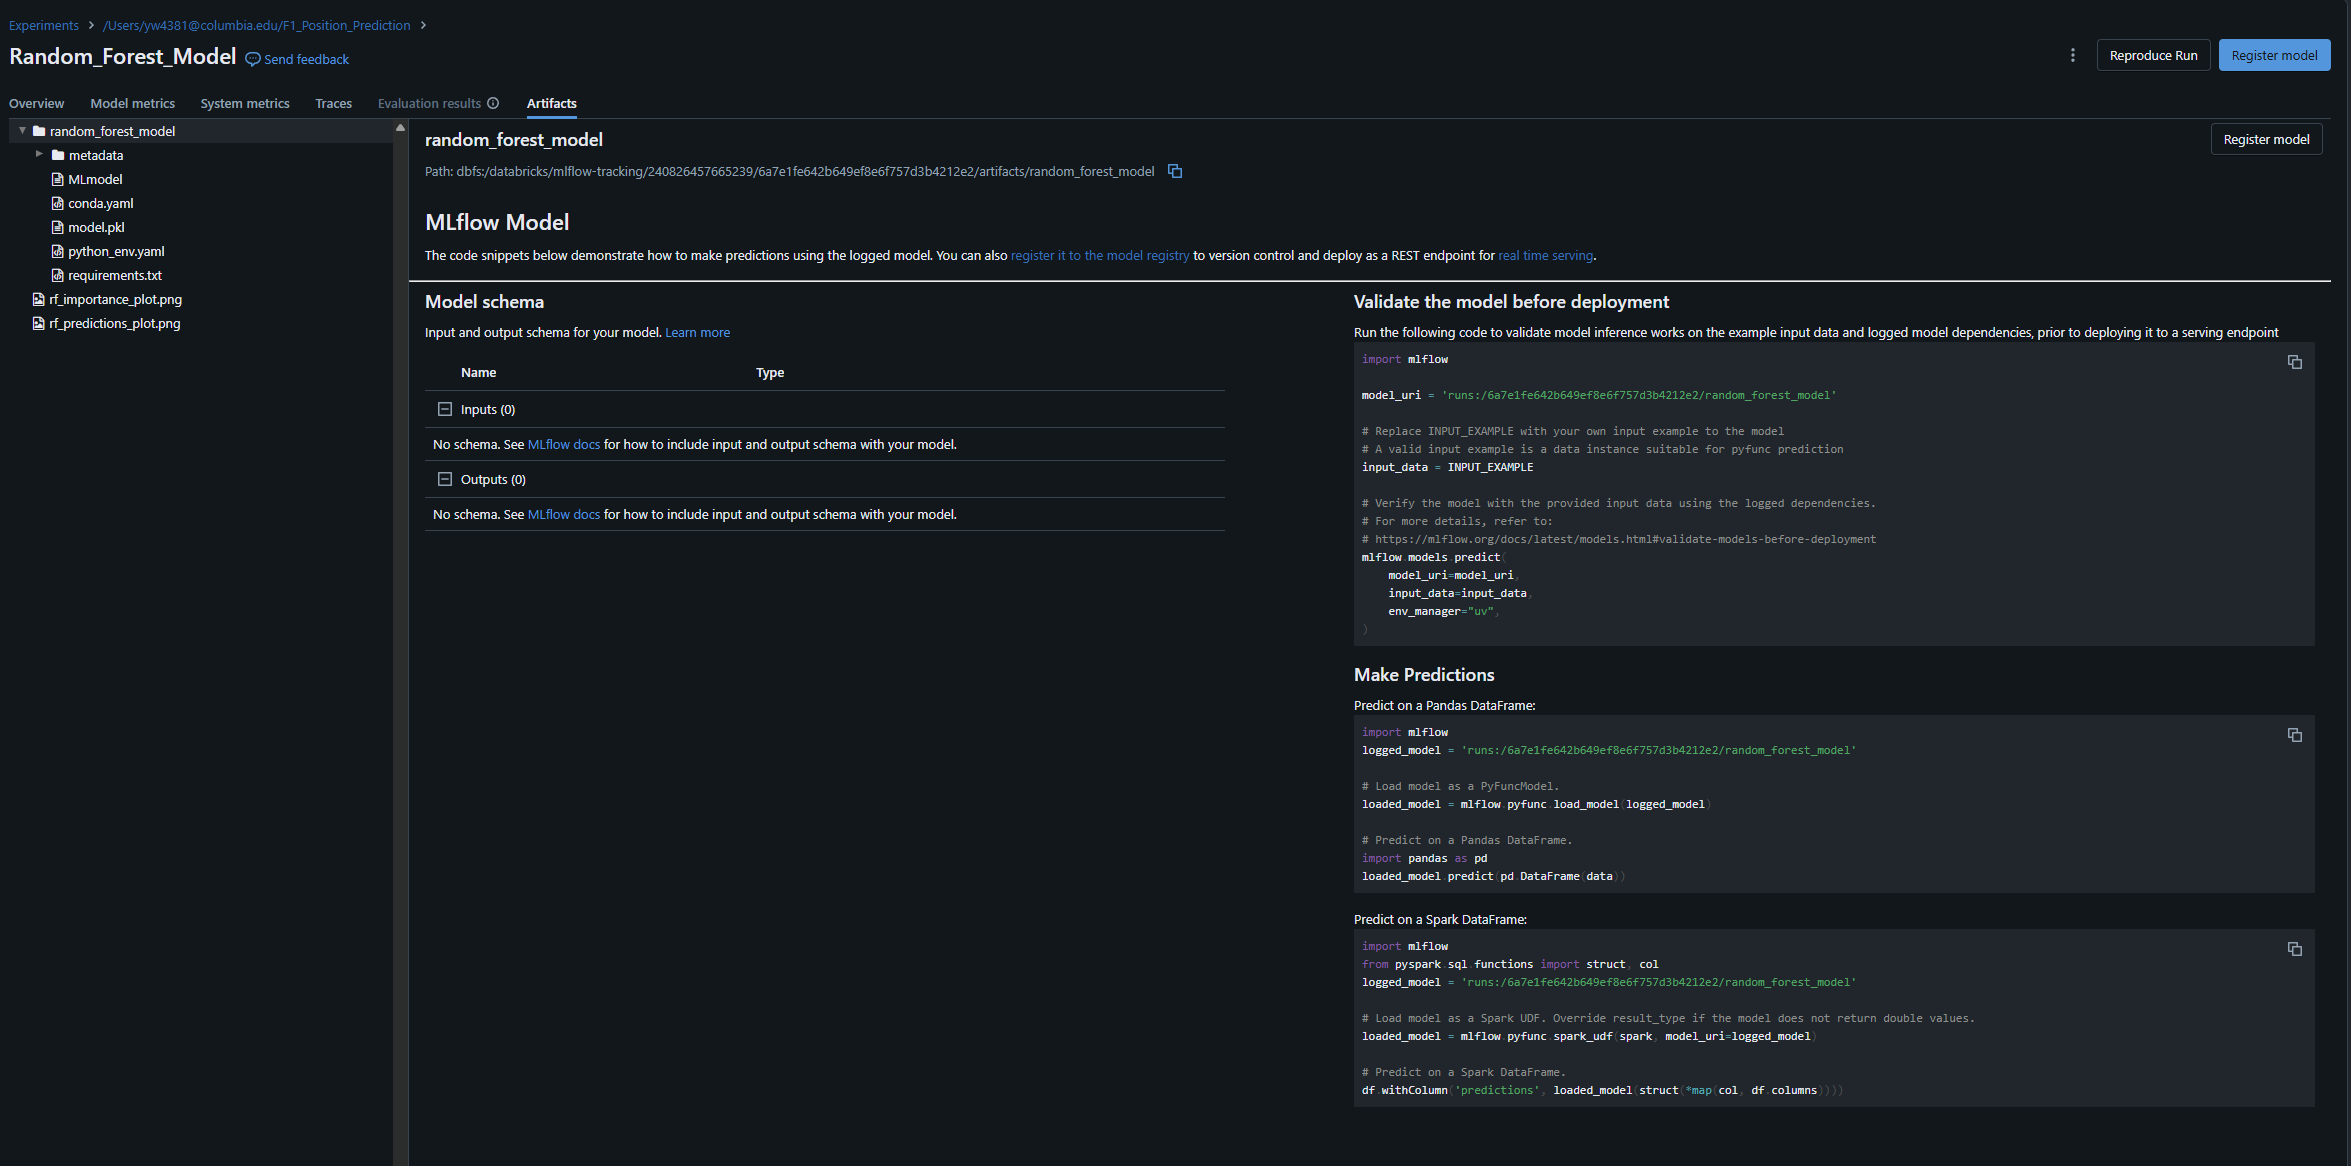 Experiments > /Users/yw4381@columbia.edu/F1_Position_Prediction >
Random_Forest_Model Send feedback
Reproduce Run
Register model
Overview Model metrics System metrics Traces Evaluation results Artifacts
random_forest_model
metadata
MLmodel
conda.yaml
model.pkl
python_env.yaml
requirements.txt
rf_importance_plot.png
rf_predictions_plot.png
random_forest_model
Register model
Path: dbfs:/databricks/mlflow-tracking/240826457665239/6a7e1fe642b649ef8e6f757d3b4212e2/artifacts/random_forest_model
MLflow Model
The code snippets below demonstrate how to make predictions using the logged model. You can also register it to the model registry to version control and deploy as a REST endpoint for real time serving.
Model schema
Input and output schema for your model. Learn more
Name Type
Inputs (0)
No schema. See MLflow docs for how to include input and output schema with your model.
Outputs (0)
No schema. See MLflow docs for how to include input and output schema with your model.
Validate the model before deployment
Run the following code to validate model inference works on the example input data and logged model dependencies, prior to deploying it to a serving endpoint
import mlflow
model_uri = 'runs:/6a7e1fe642b649ef8e6f757d3b4212e2/random_forest_model'
# Replace INPUT_EXAMPLE with your own input example to the model
# A valid input example is a data instance suitable for pyfunc prediction
input_data = INPUT_EXAMPLE
# Verify the model with the provided input data using the logged dependencies.
# For more details, refer to:
# https://mlflow.org/docs/latest/models.html#validate-models-before-deployment
mlflow.models.predict(
model_uri=model_uri,
input_data=input_data,
env_manager="uv",
)
Make Predictions
Predict on a Pandas DataFrame:
import mlflow
logged_model = 'runs:/6a7e1fe642b649ef8e6f757d3b4212e2/random_forest_model'
# Load model as a PyFuncModel.
loaded_model = mlflow.pyfunc.load_model(logged_model)
# Predict on a Pandas DataFrame.
import pandas as pd
loaded_model.predict(pd.DataFrame(data))
Predict on a Spark DataFrame:
import mlflow
from pyspark.sql.functions import struct, col
logged_model = 'runs:/6a7e1fe642b649ef8e6f757d3b4212e2/random_forest_model'
# Load model as a Spark UDF. Override result_type if the model does not return double values.
loaded_model = mlflow.pyfunc.spark_udf(spark, model_uri=logged_model)
# Predict on a Spark DataFrame.
df.withColumn('predictions', loaded_model(struct(*map(col, df.columns))))